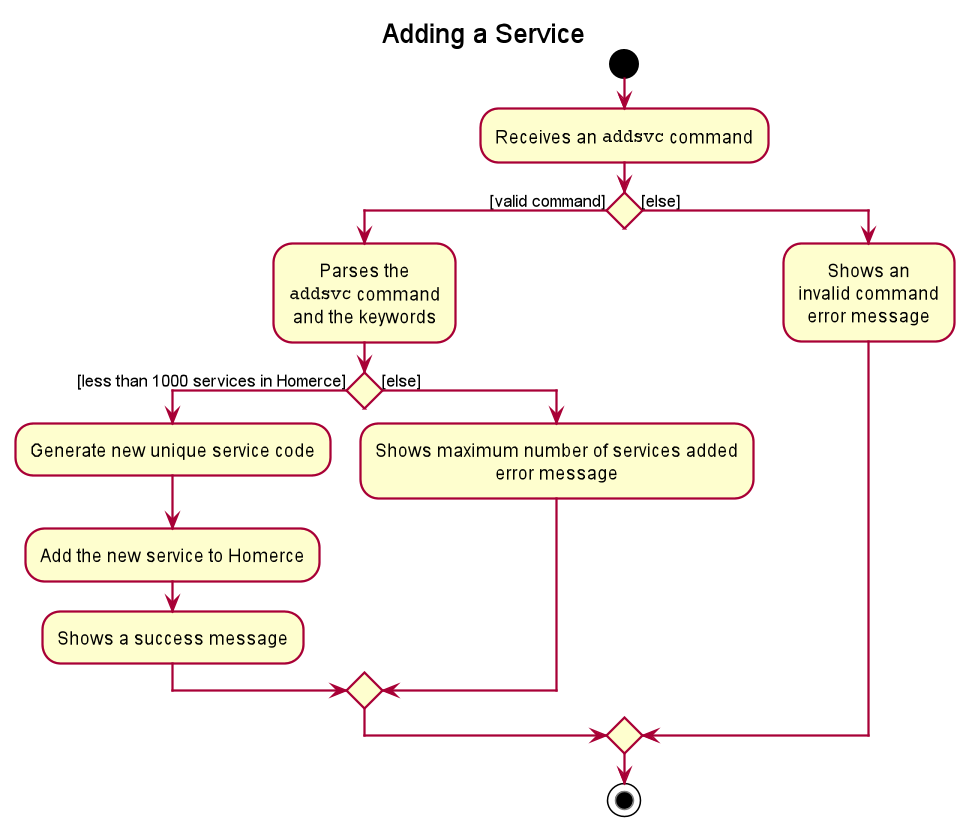 Adding a Service
Receives an addsvc command
[valid command]
[else]
Parses the
addsvc command
and the keywords
Shows an
invalid command
error message
[less than 1000 services in Homerce]
[else]
Generate new unique service code
Shows maximum number of services added
error message
Add the new service to Homerce
Shows a success message